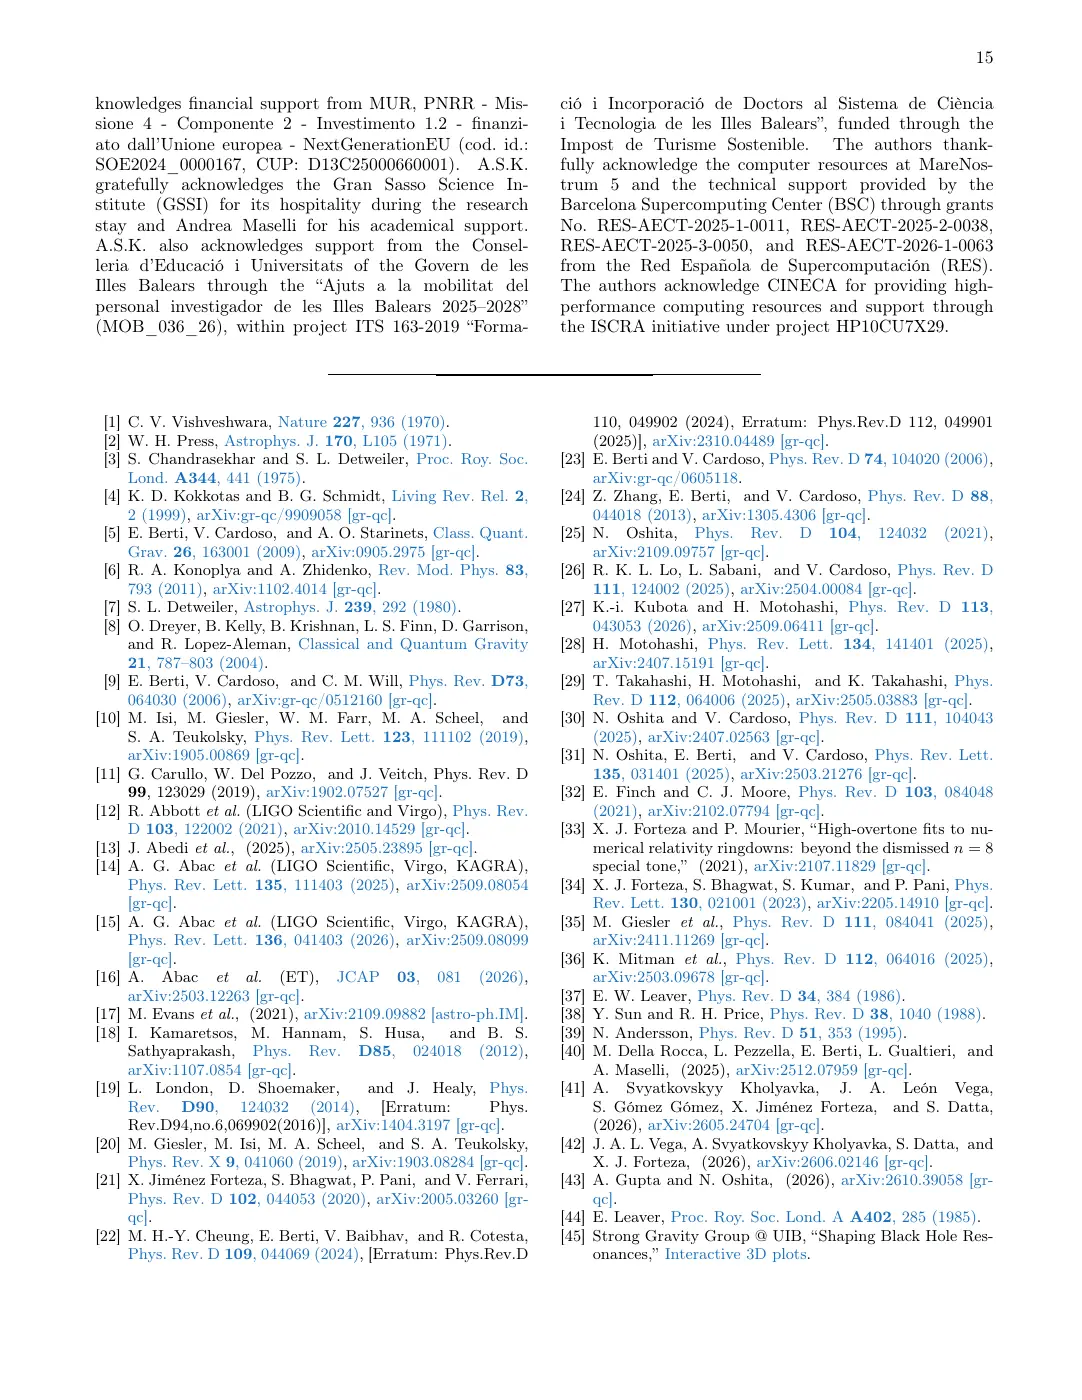 15
knowledges financial support from MUR, PNRR - Mis-
sione 4 - Componente 2 - Investimento 1.2 - finanzi-
ato dall'Unione europea - NextGenerationEU (cod. id.:
SOE2024_0000167, CUP: D13C25000660001). A.S.K.
gratefully acknowledges the Gran Sasso Science In-
stitute (GSSI) for its hospitality during the research
stay and Andrea Maselli for his academical support.
A.S.K. also acknowledges support from the Consel-
leria d'Educació i Universitats of the Govern de les
Illes Balears through the “Ajuts a la mobilitat del
personal investigador de les Illes Balears 2025–2028”
(MOB_036_26), within project ITS 163-2019 “Forma-
ció i Incorporació de Doctors al Sistema de Ciència
i Tecnologia de les Illes Balears”, funded through the
Impost de Turisme Sostenible. The authors thank-
fully acknowledge the computer resources at MareNos-
trum 5 and the technical support provided by the
Barcelona Supercomputing Center (BSC) through grants
No. RES-AECT-2025-1-0011, RES-AECT-2025-2-0038,
RES-AECT-2025-3-0050, and RES-AECT-2026-1-0063
from the Red Española de Supercomputación (RES).
The authors acknowledge CINECA for providing high-
performance computing resources and support through
the ISCRA initiative under project HP10CU7X29.
[1] C. V. Vishveshwara, Nature 227, 936 (1970).
[2] W. H. Press, Astrophys. J. 170, L105 (1971).
[3] S. Chandrasekhar and S. L. Detweiler, Proc. Roy. Soc.
Lond. A344, 441 (1975).
[4] K. D. Kokkotas and B. G. Schmidt, Living Rev. Rel. 2,
2 (1999), arXiv:gr-qc/9909058 [gr-qc].
[5] E. Berti, V. Cardoso, and A. O. Starinets, Class. Quant.
Grav. 26, 163001 (2009), arXiv:0905.2975 [gr-qc].
[6] R. A. Konoplya and A. Zhidenko, Rev. Mod. Phys. 83,
793 (2011), arXiv:1102.4014 [gr-qc].
[7] S. L. Detweiler, Astrophys. J. 239, 292 (1980).
[8] O. Dreyer, B. Kelly, B. Krishnan, L. S. Finn, D. Garrison,
and R. Lopez-Aleman, Classical and Quantum Gravity
21, 787–803 (2004).
[9] E. Berti, V. Cardoso, and C. M. Will, Phys. Rev. D73,
064030 (2006), arXiv:gr-qc/0512160 [gr-qc].
[10] M. Isi, M. Giesler, W. M. Farr, M. A. Scheel, and
S. A. Teukolsky, Phys. Rev. Lett. 123, 111102 (2019),
arXiv:1905.00869 [gr-qc].
[11] G. Carullo, W. Del Pozzo, and J. Veitch, Phys. Rev. D
99, 123029 (2019), arXiv:1902.07527 [gr-qc].
[12] R. Abbott et al. (LIGO Scientific and Virgo), Phys. Rev.
D 103, 122002 (2021), arXiv:2010.14529 [gr-qc].
[13] J. Abedi et al., (2025), arXiv:2505.23895 [gr-qc].
[14] A. G. Abac et al. (LIGO Scientific, Virgo, KAGRA),
Phys. Rev. Lett. 135, 111403 (2025), arXiv:2509.08054
[gr-qc].
[15] A. G. Abac et al. (LIGO Scientific, Virgo, KAGRA),
Phys. Rev. Lett. 136, 041403 (2026), arXiv:2509.08099
[gr-qc].
[16] A. Abac et al. (ET), JCAP 03, 081 (2026),
arXiv:2503.12263 [gr-qc].
[17] M. Evans et al., (2021), arXiv:2109.09882 [astro-ph.IM].
[18] I. Kamaretsos, M. Hannam, S. Husa, and B. S.
Sathyaprakash, Phys. Rev. D85, 024018 (2012),
arXiv:1107.0854 [gr-qc].
[19] L. London, D. Shoemaker, and J. Healy, Phys.
Rev. D90, 124032 (2014), [Erratum: Phys.
Rev.D94,no.6,069902(2016)], arXiv:1404.3197 [gr-qc].
[20] M. Giesler, M. Isi, M. A. Scheel, and S. A. Teukolsky,
Phys. Rev. X 9, 041060 (2019), arXiv:1903.08284 [gr-qc].
[21] X. Jiménez Forteza, S. Bhagwat, P. Pani, and V. Ferrari,
Phys. Rev. D 102, 044053 (2020), arXiv:2005.03260 [gr-
qc].
[22] M. H.-Y. Cheung, E. Berti, V. Baibhav, and R. Cotesta,
Phys. Rev. D 109, 044069 (2024), [Erratum: Phys.Rev.D
110, 049902 (2024), Erratum: Phys.Rev.D 112, 049901
(2025)], arXiv:2310.04489 [gr-qc].
[23] E. Berti and V. Cardoso, Phys. Rev. D 74, 104020 (2006),
arXiv:gr-qc/0605118.
[24] Z. Zhang, E. Berti, and V. Cardoso, Phys. Rev. D 88,
044018 (2013), arXiv:1305.4306 [gr-qc].
[25] N. Oshita, Phys. Rev. D 104, 124032 (2021),
arXiv:2109.09757 [gr-qc].
[26] R. K. L. Lo, L. Sabani, and V. Cardoso, Phys. Rev. D
111, 124002 (2025), arXiv:2504.00084 [gr-qc].
[27] K.-i. Kubota and H. Motohashi, Phys. Rev. D 113,
043053 (2026), arXiv:2509.06411 [gr-qc].
[28] H. Motohashi, Phys. Rev. Lett. 134, 141401 (2025),
arXiv:2407.15191 [gr-qc].
[29] T. Takahashi, H. Motohashi, and K. Takahashi, Phys.
Rev. D 112, 064006 (2025), arXiv:2505.03883 [gr-qc].
[30] N. Oshita and V. Cardoso, Phys. Rev. D 111, 104043
(2025), arXiv:2407.02563 [gr-qc].
[31] N. Oshita, E. Berti, and V. Cardoso, Phys. Rev. Lett.
135, 031401 (2025), arXiv:2503.21276 [gr-qc].
[32] E. Finch and C. J. Moore, Phys. Rev. D 103, 084048
(2021), arXiv:2102.07794 [gr-qc].
[33] X. J. Forteza and P. Mourier, “High-overtone fits to nu-
merical relativity ringdowns: beyond the dismissed n = 8
special tone,” (2021), arXiv:2107.11829 [gr-qc].
[34] X. J. Forteza, S. Bhagwat, S. Kumar, and P. Pani, Phys.
Rev. Lett. 130, 021001 (2023), arXiv:2205.14910 [gr-qc].
[35] M. Giesler et al., Phys. Rev. D 111, 084041 (2025),
arXiv:2411.11269 [gr-qc].
[36] K. Mitman et al., Phys. Rev. D 112, 064016 (2025),
arXiv:2503.09678 [gr-qc].
[37] E. W. Leaver, Phys. Rev. D 34, 384 (1986).
[38] Y. Sun and R. H. Price, Phys. Rev. D 38, 1040 (1988).
[39] N. Andersson, Phys. Rev. D 51, 353 (1995).
[40] M. Della Rocca, L. Pezzella, E. Berti, L. Gualtieri, and
A. Maselli, (2025), arXiv:2512.07959 [gr-qc].
[41] A. Svyatkovskyy Kholyavka, J. A. León Vega,
S. Gómez Gómez, X. Jiménez Forteza, and S. Datta,
(2026), arXiv:2605.24704 [gr-qc].
[42] J. A. L. Vega, A. Svyatkovskyy Kholyavka, S. Datta, and
X. J. Forteza, (2026), arXiv:2606.02146 [gr-qc].
[43] A. Gupta and N. Oshita, (2026), arXiv:2610.39058 [gr-
qc].
[44] E. Leaver, Proc. Roy. Soc. Lond. A A402, 285 (1985).
[45] Strong Gravity Group @ UIB, “Shaping Black Hole Res-
onances,” Interactive 3D plots.